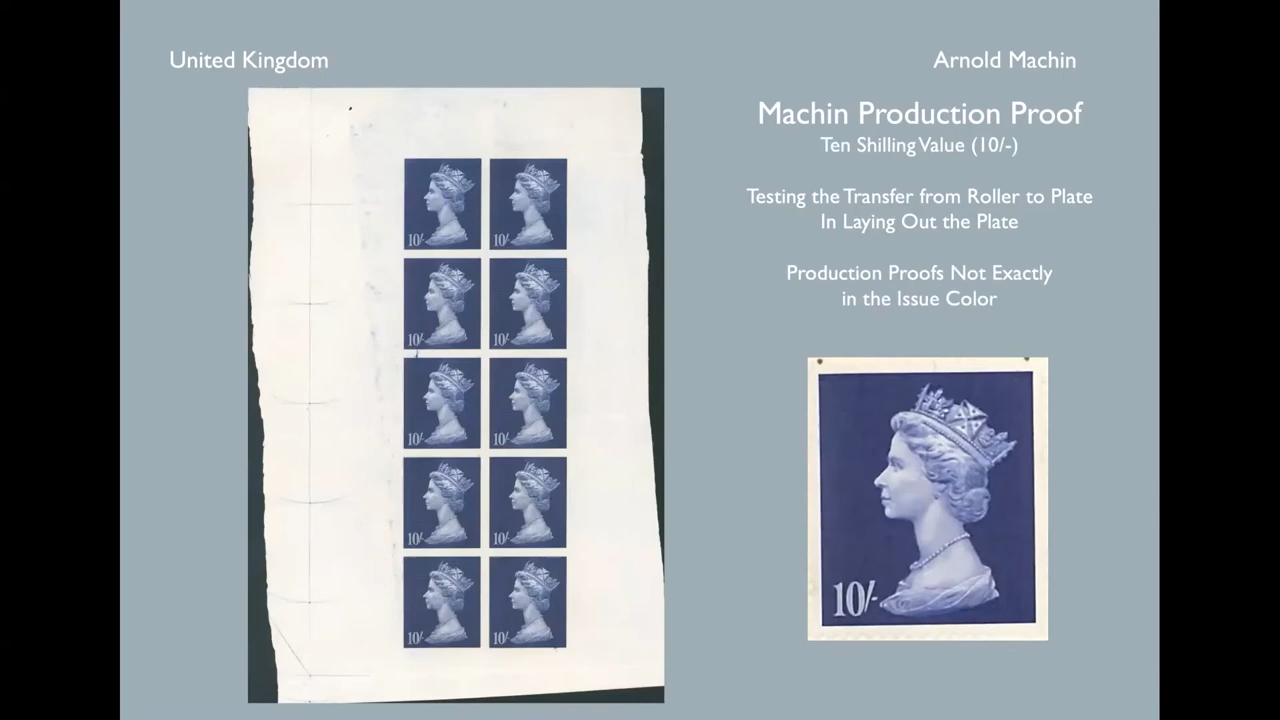 United Kingdom
Arnold Machin
Machin Production Proof
Ten Shilling Value (10/-)
Testing the Transfer from Roller to Plate
In Laying Out the Plate
Production Proofs Not Exactly
in the Issue Color
10/- 10/-
10/- 10/-
10/- 10/-
10/- 10/-
10/- 10/-
10/-